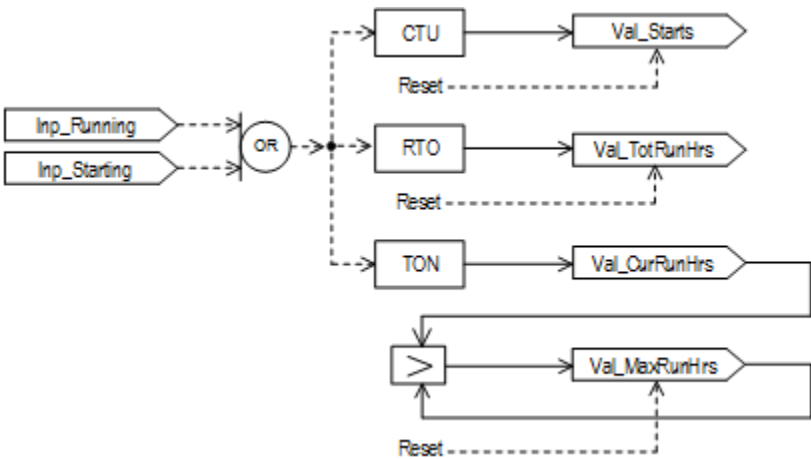 CTU
Val_Starts
Reset
Inp_Running
Inp_Starting
OR
RTO
Val_TotRunHrs
Reset
TON
Val_CurRunHrs
>
Val_MaxRunHrs
Reset